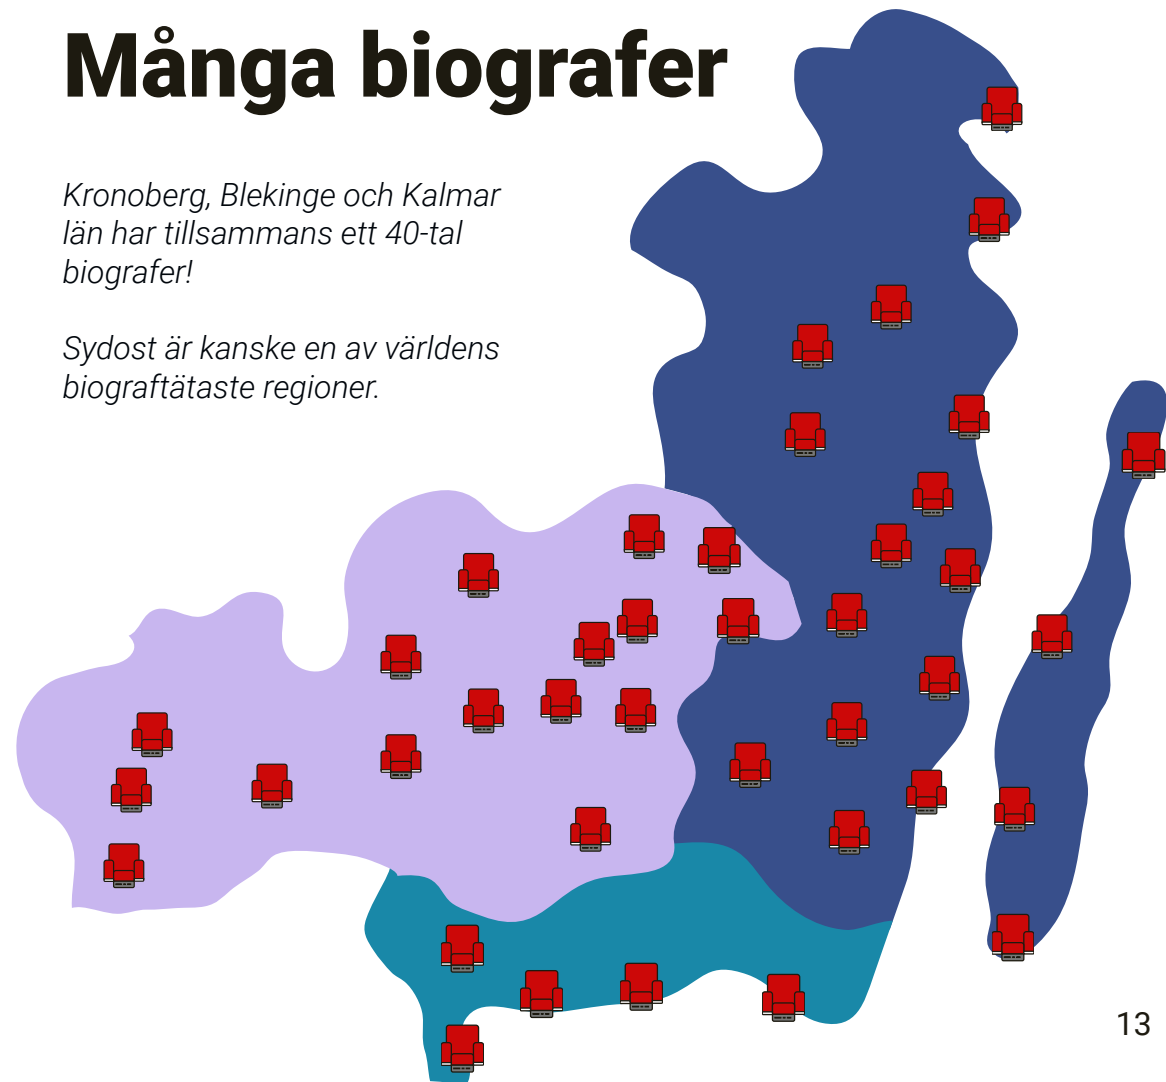 Många biografer
Kronoberg, Blekinge och Kalmar
län har tillsammans ett 40-tal
biografer!
Sydost är kanske en av världens
biograftätaste regioner.
13